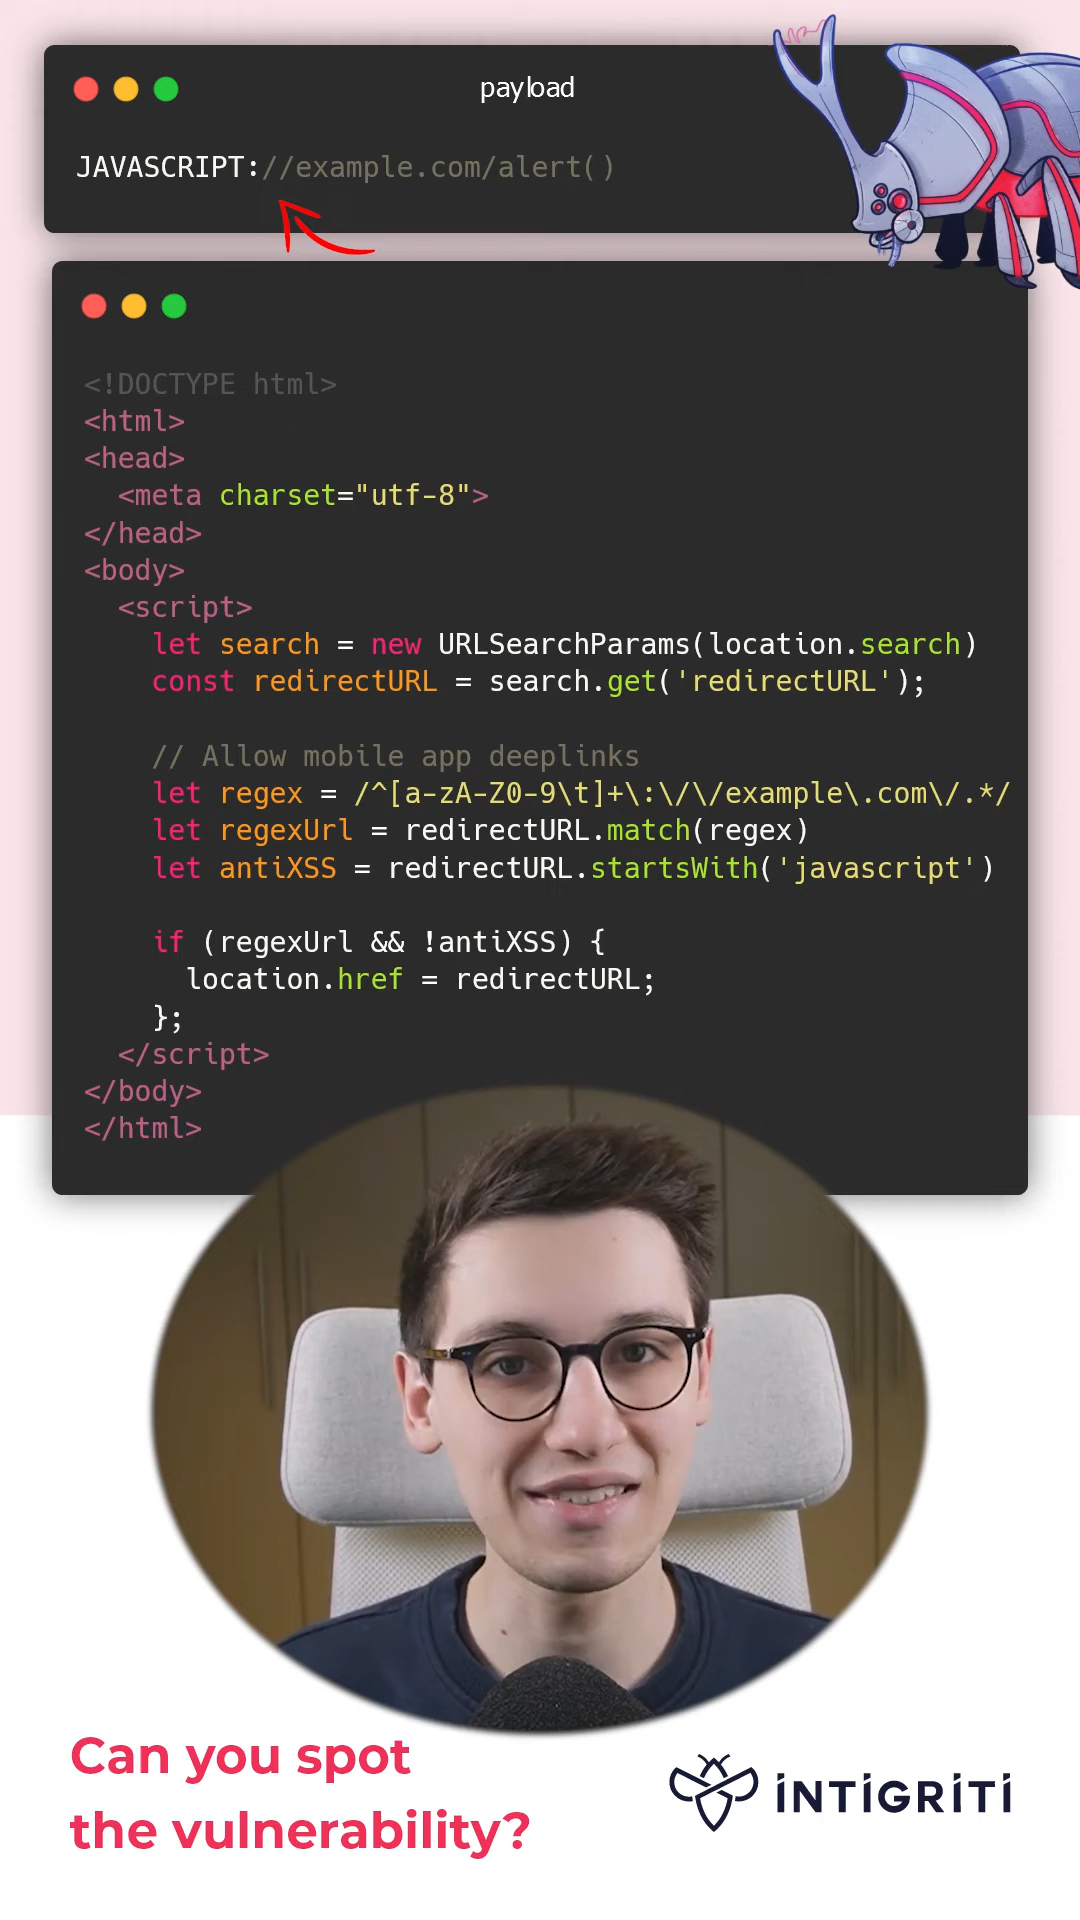 payload
JAVASCRIPT://example.com/alert()
<!DOCTYPE html>
<html>
<head>
  <meta charset="utf-8">
</head>
<body>
  <script>
    let search = new URLSearchParams(location.search)
    const redirectURL = search.get('redirectURL');
    // Allow mobile app deeplinks
    let regex = /^[a-zA-Z0-9\t]+\:\/\/example\.com\/.*/
    let regexUrl = redirectURL.match(regex)
    let antiXSS = redirectURL.startsWith('javascript')
    if (regexUrl && !antiXSS) {
      location.href = redirectURL;
    };
  </script>
</body>
</html>
Can you spot
the vulnerability?
INTIGRITI